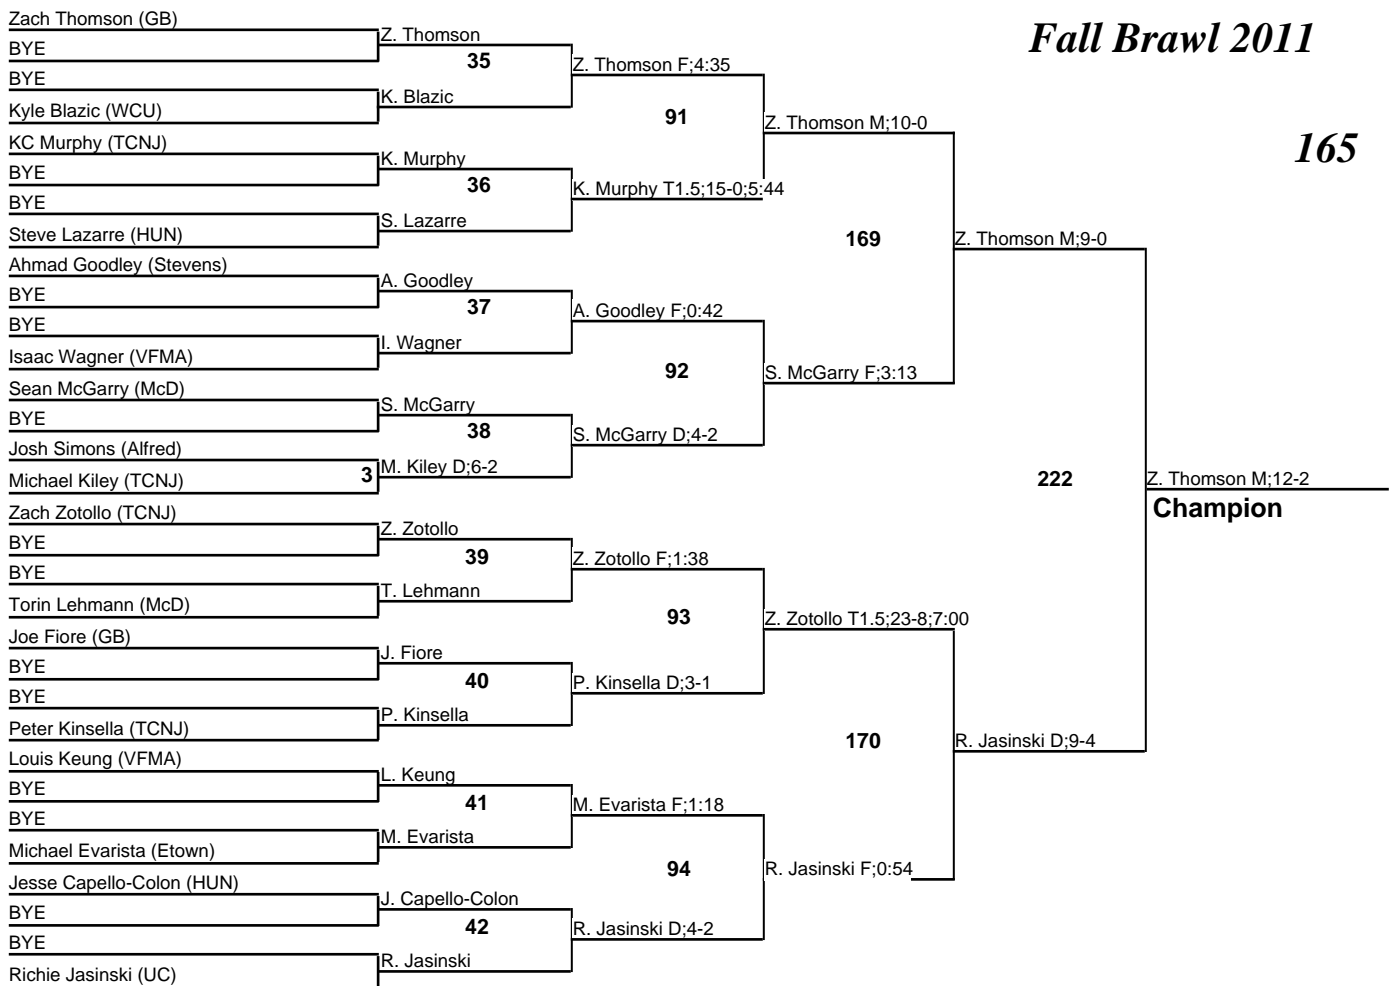 Fall Brawl 2011
165
Zach Thomson (GB)
BYE
BYE
Kyle Blazic (WCU)
KC Murphy (TCNJ)
BYE
BYE
Steve Lazarre (HUN)
Ahmad Goodley (Stevens)
BYE
BYE
Isaac Wagner (VFMA)
Sean McGarry (McD)
BYE
Josh Simons (Alfred)
3
Michael Kiley (TCNJ)
Zach Zotollo (TCNJ)
BYE
BYE
Torin Lehmann (McD)
Joe Fiore (GB)
BYE
BYE
Peter Kinsella (TCNJ)
Louis Keung (VFMA)
BYE
BYE
Michael Evarista (Etown)
Jesse Capello-Colon (HUN)
BYE
BYE
Richie Jasinski (UC)
Z. Thomson
35
K. Blazic
K. Murphy
36
S. Lazarre
A. Goodley
37
I. Wagner
S. McGarry
38
M. Kiley D;6-2
Z. Zotollo
39
T. Lehmann
J. Fiore
40
P. Kinsella
L. Keung
41
M. Evarista
J. Capello-Colon
42
R. Jasinski
Z. Thomson F;4:35
91
K. Murphy T1.5;15-0;5:44
A. Goodley F;0:42
92
S. McGarry D;4-2
Z. Zotollo F;1:38
93
P. Kinsella D;3-1
M. Evarista F;1:18
94
R. Jasinski D;4-2
Z. Thomson M;10-0
169
S. McGarry F;3:13
Z. Zotollo T1.5;23-8;7:00
170
R. Jasinski F;0:54
Z. Thomson M;9-0
222
R. Jasinski D;9-4
Z. Thomson M;12-2
Champion